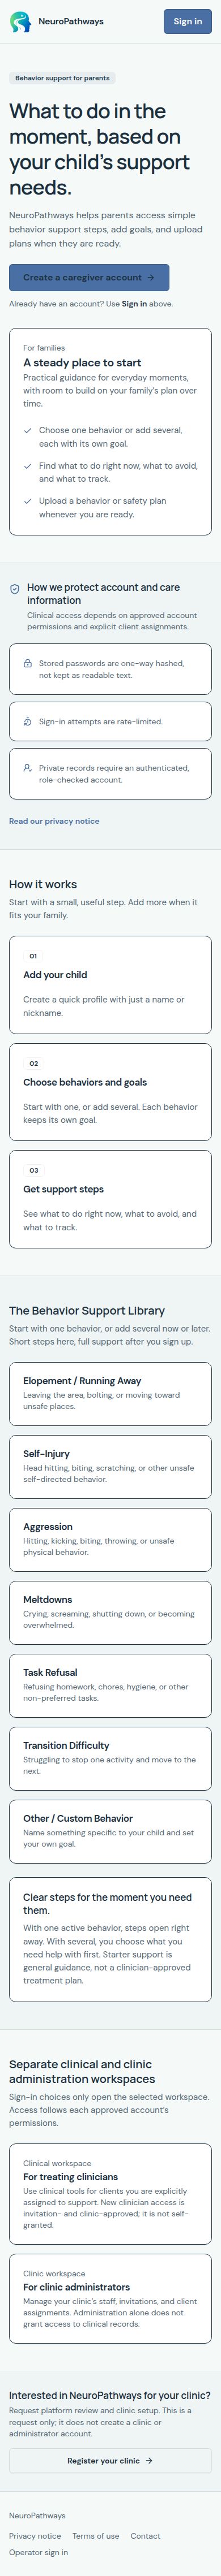 NeuroPathways
Sign in
Behavior support for parents
What to do in the
moment, based on
your child's support
needs.
NeuroPathways helps parents access simple
behavior support steps, add goals, and upload
plans when they are ready.
Create a caregiver account →
Already have an account? Use Sign in above.
For families
A steady place to start
Practical guidance for everyday moments,
with room to build on your family's plan over
time.
Choose one behavior or add several,
each with its own goal.
Find what to do right now, what to avoid,
and what to track.
Upload a behavior or safety plan
whenever you are ready.
How we protect account and care
information
Clinical access depends on approved account
permissions and explicit client assignments.
Stored passwords are one-way hashed,
not kept as readable text.
Sign-in attempts are rate-limited.
Private records require an authenticated,
role-checked account.
Read our privacy notice
How it works
Start with a small, useful step. Add more when it
fits your family.
01
Add your child
Create a quick profile with just a name or
nickname.
02
Choose behaviors and goals
Start with one, or add several. Each behavior
keeps its own goal.
03
Get support steps
See what to do right now, what to avoid, and
what to track.
The Behavior Support Library
Start with one behavior, or add several now or later.
Short steps here, full support after you sign up.
Elopement / Running Away
Leaving the area, bolting, or moving toward
unsafe places.
Self-Injury
Head hitting, biting, scratching, or other unsafe
self-directed behavior.
Aggression
Hitting, kicking, biting, throwing, or unsafe
physical behavior.
Meltdowns
Crying, screaming, shutting down, or becoming
overwhelmed.
Task Refusal
Refusing homework, chores, hygiene, or other
non-preferred tasks.
Transition Difficulty
Struggling to stop one activity and move to the
next.
Other / Custom Behavior
Name something specific to your child and set
your own goal.
Clear steps for the moment you need
them.
With one active behavior, steps open right
away. With several, you choose what you
need help with first. Starter support is
general guidance, not a clinician-approved
treatment plan.
Separate clinical and clinic
administration workspaces
Sign-in choices only open the selected workspace.
Access follows each approved account's
permissions.
Clinical workspace
For treating clinicians
Use clinical tools for clients you are explicitly
assigned to support. New clinician access is
invitation- and clinic-approved; it is not self-
granted.
Clinic workspace
For clinic administrators
Manage your clinic's staff, invitations, and client
assignments. Administration alone does not
grant access to clinical records.
Interested in NeuroPathways for your clinic?
Request platform review and clinic setup. This is a
request only; it does not create a clinic or
administrator account.
Register your clinic →
NeuroPathways
Privacy notice Terms of use Contact
Operator sign in